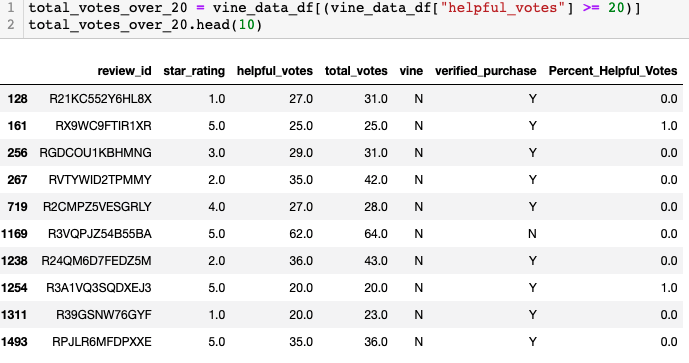 1 total_votes_over_20 = vine_data_df[(vine_data_df["helpful_votes"] >= 20)]
2 total_votes_over_20.head(10)
review_id star_rating helpful_votes total_votes vine verified_purchase Percent_Helpful_Votes
128 R21KC552Y6HL8X 1.0 27.0 31.0 N Y 0.0
161 RX9WC9FTIR1XR 5.0 25.0 25.0 N Y 1.0
256 RGDCOU1KBHMNG 3.0 29.0 31.0 N Y 0.0
267 RVTYWID2TPMMY 2.0 35.0 42.0 N Y 0.0
719 R2CMPZ5VESGRLY 4.0 27.0 28.0 N Y 0.0
1169 R3VQPJZ54B55BA 5.0 62.0 64.0 N N 0.0
1238 R24QM6D7FEDZ5M 2.0 36.0 43.0 N Y 0.0
1254 R3A1VQ3SQDXEJ3 5.0 20.0 20.0 N Y 1.0
1311 R39GSNW76GYF 1.0 20.0 23.0 N Y 0.0
1493 RPJLR6MFDPXXE 5.0 35.0 36.0 N Y 0.0